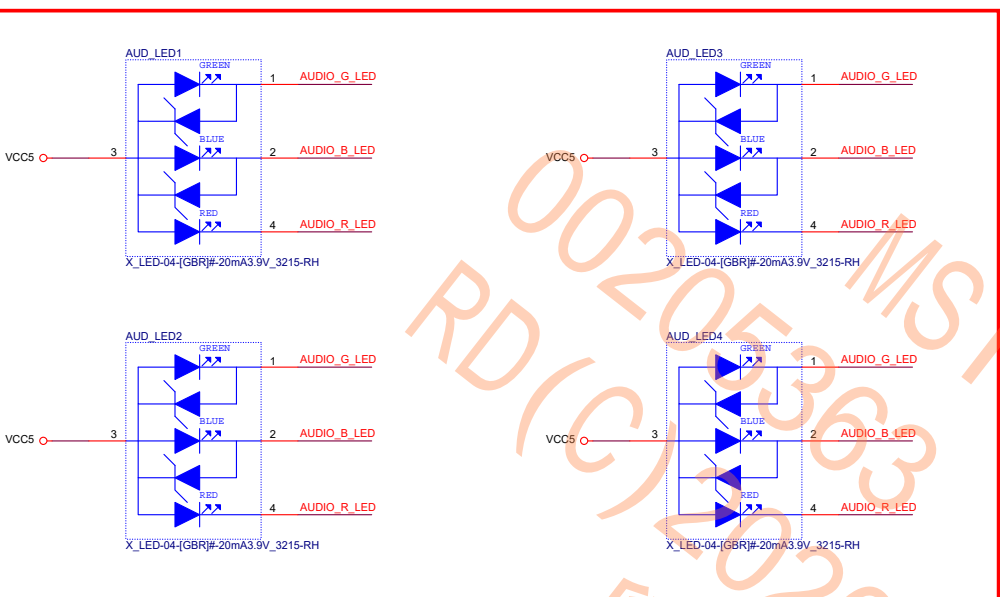 AUD_LED1
GREEN
1 AUDIO_G_LED
BLUE
VCC5 3 2 AUDIO_B_LED
RED
4 AUDIO_R_LED
X_LED-04-[GBR]#-20mA3.9V_3215-RH
AUD_LED3
GREEN
1 AUDIO_G_LED
BLUE
VCC5 3 2 AUDIO_B_LED
RED
4 AUDIO_R_LED
X_LED-04-[GBR]#-20mA3.9V_3215-RH
AUD_LED2
GREEN
1 AUDIO_G_LED
BLUE
VCC5 3 2 AUDIO_B_LED
RED
4 AUDIO_R_LED
X_LED-04-[GBR]#-20mA3.9V_3215-RH
AUD_LED4
GREEN
1 AUDIO_G_LED
BLUE
VCC5 3 2 AUDIO_B_LED
RED
4 AUDIO_R_LED
X_LED-04-[GBR]#-20mA3.9V_3215-RH
MSI
00205363